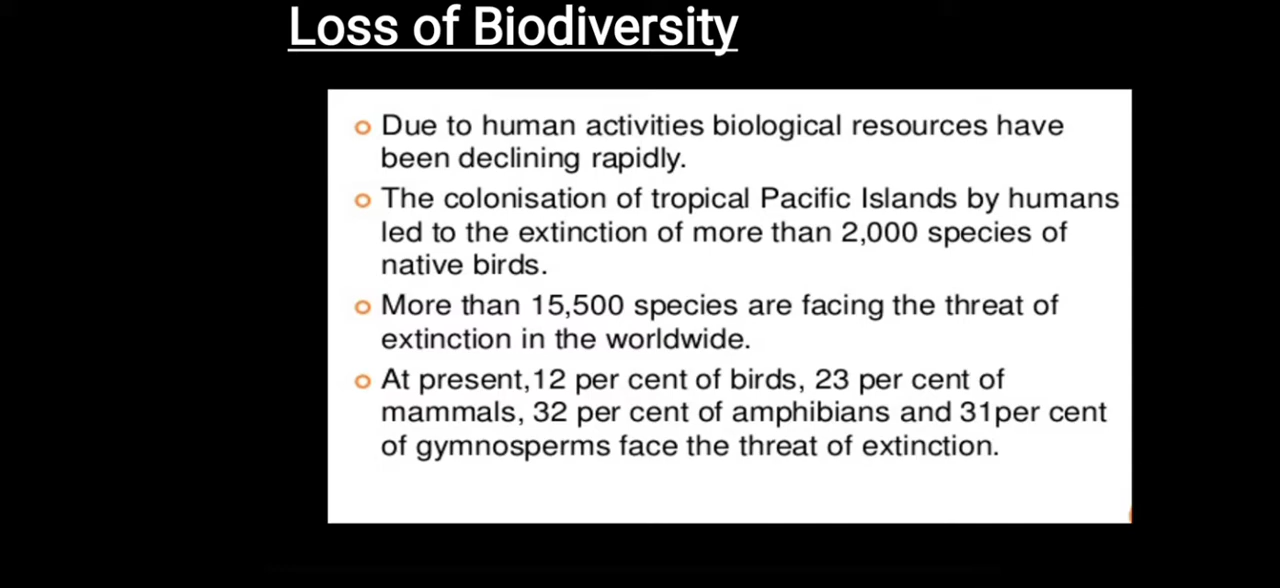 Loss of Biodiversity
Due to human activities biological resources have
been declining rapidly.
The colonisation of tropical Pacific Islands by humans
led to the extinction of more than 2,000 species of
native birds.
More than 15,500 species are facing the threat of
extinction in the worldwide.
At present,12 per cent of birds, 23 per cent of
mammals, 32 per cent of amphibians and 31per cent
of gymnosperms face the threat of extinction.